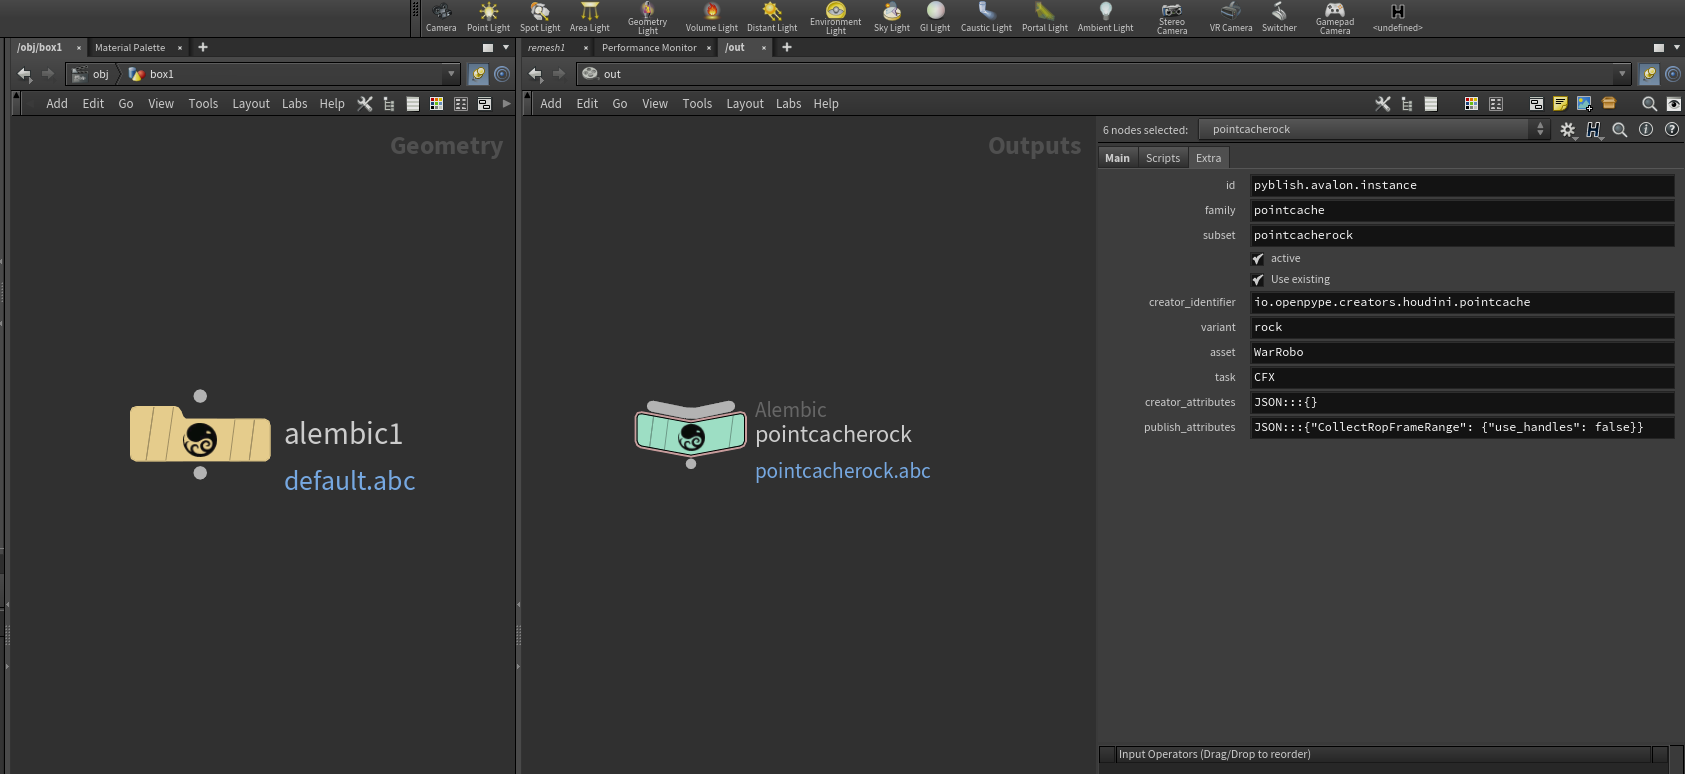 Camera
Point Light
Spot Light
Area Light
Geometry Light
Volume Light
Distant Light
Environment Light
Sky Light
GI Light
Caustic Light
Portal Light
Ambient Light
Stereo Camera
VR Camera
Switcher
Gamepad Camera
<undefined>
/obj/box1
Material Palette
remesh1
Performance Monitor
/out
obj
box1
out
Add Edit Go View Tools Layout Labs Help
Add Edit Go View Tools Layout Labs Help
Geometry
alembic1
default.abc
Outputs
Alembic
pointcacherock
pointcacherock.abc
6 nodes selected: pointcacherock
Main Scripts Extra
id pyblish.avalon.instance
family pointcache
subset pointcacherock
active
Use existing
creator_identifier io.openpype.creators.houdini.pointcache
variant rock
asset WarRobo
task CFX
creator_attributes JSON:::{}
publish_attributes JSON:::{"CollectRopFrameRange": {"use_handles": false}}
Input Operators (Drag/Drop to reorder)